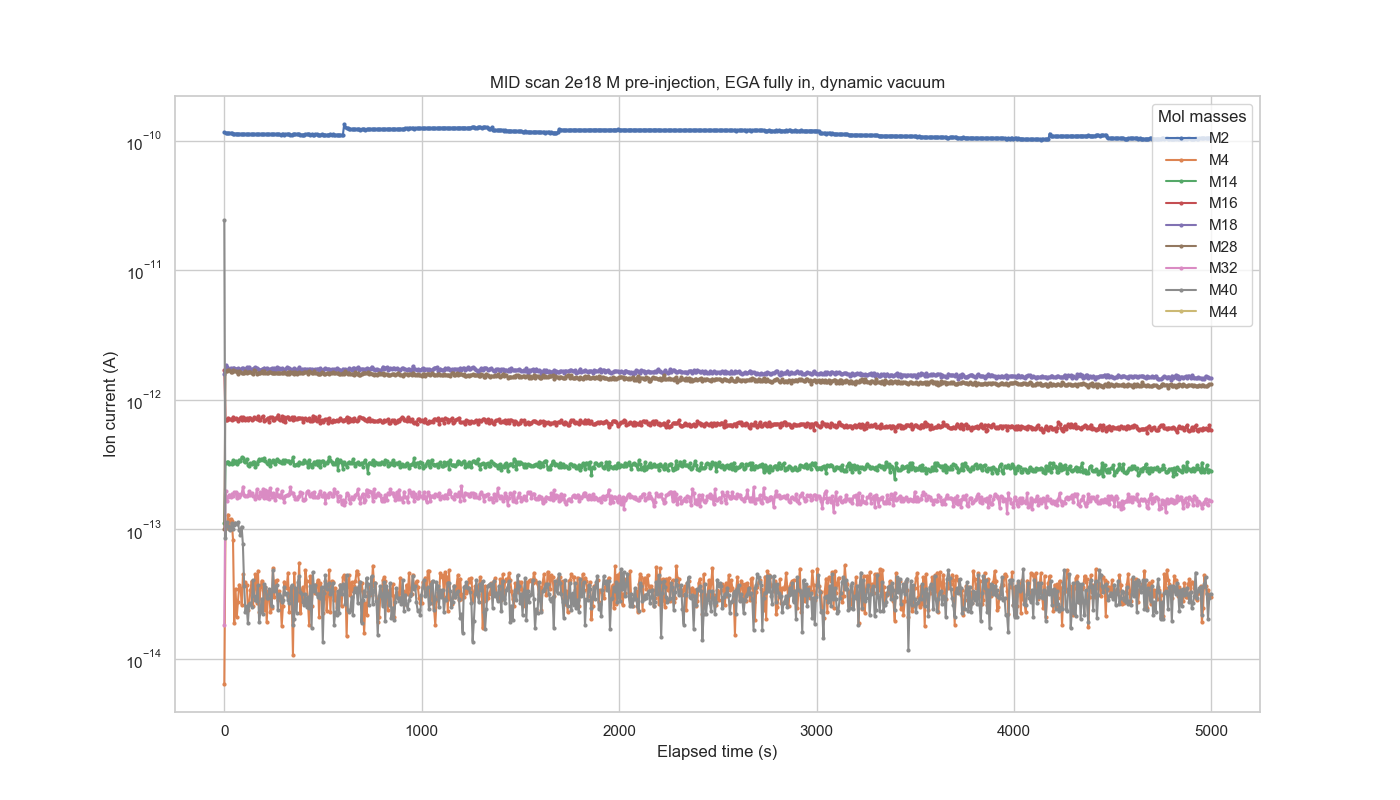 MID scan 2e18 M pre-injection, EGA fully in, dynamic vacuum
Mol masses
M2
M4
M14
M16
M18
M28
M32
M40
M44
10⁻¹⁰
10⁻¹¹
10⁻¹²
10⁻¹³
10⁻¹⁴
Ion current (A)
0 1000 2000 3000 4000 5000
Elapsed time (s)